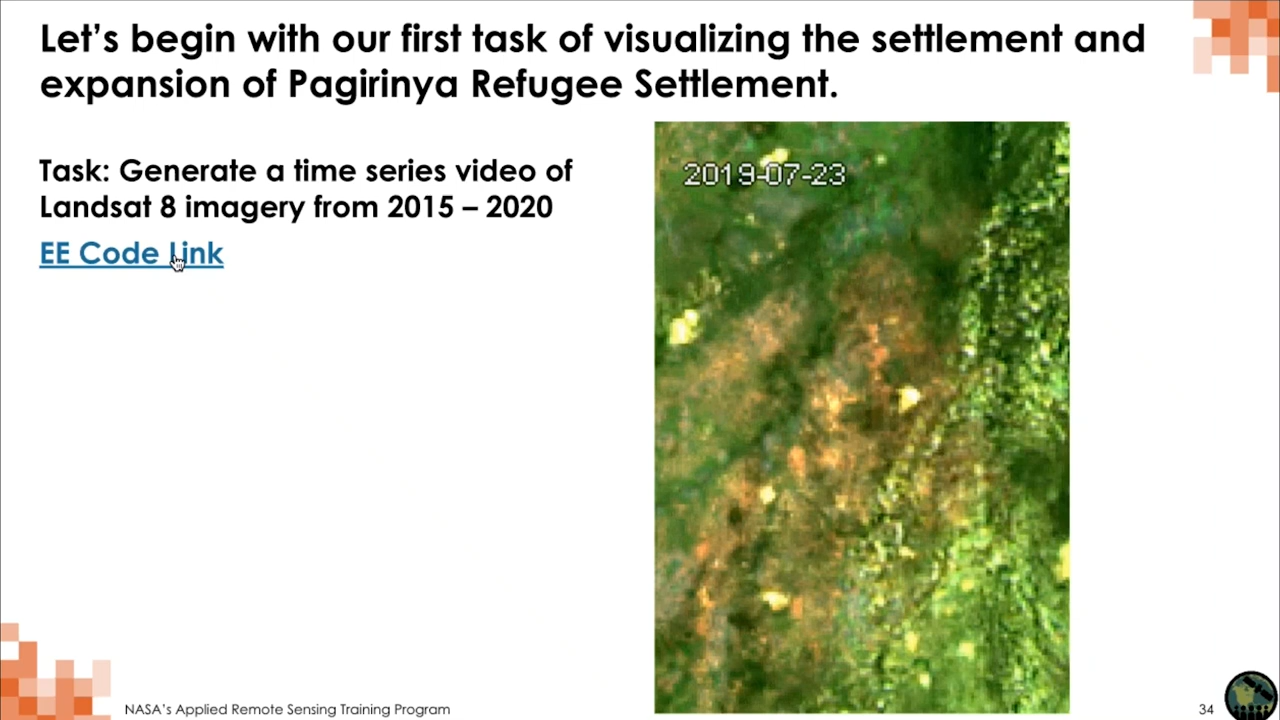 Let’s begin with our first task of visualizing the settlement and
expansion of Pagirinya Refugee Settlement.
Task: Generate a time series video of
Landsat 8 imagery from 2015 – 2020
EE Code Link
2019-07-23
NASA’s Applied Remote Sensing Training Program
34